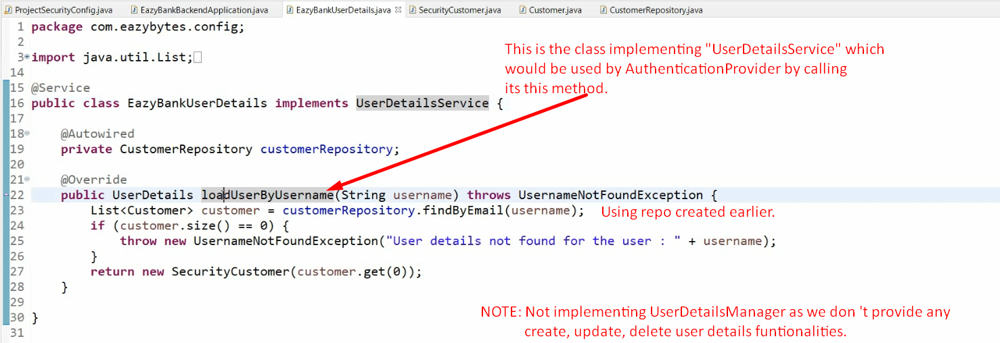 ProjectSecurityConfig.java EazyBankBackendApplication.java EazyBankUserDetails.java SecurityCustomer.java Customer.java CustomerRepository.java
1 package com.eazybytes.config;
2
3 import java.util.List;
14
15 @Service
16 public class EazyBankUserDetails implements UserDetailsService {
17
18 @Autowired
19 private CustomerRepository customerRepository;
20
21 @Override
22 public UserDetails loadUserByUsername(String username) throws UsernameNotFoundException {
23 List<Customer> customer = customerRepository.findByEmail(username);
24 if (customer.size() == 0) {
25 throw new UsernameNotFoundException("User details not found for the user : " + username);
26 }
27 return new SecurityCustomer(customer.get(0));
28 }
29
30 }
31
This is the class implementing "UserDetailsService" which
would be used by AuthenticationProvider by calling
its this method.
Using repo created earlier.
NOTE: Not implementing UserDetailsManager as we don 't provide any
create, update, delete user details funtionalities.